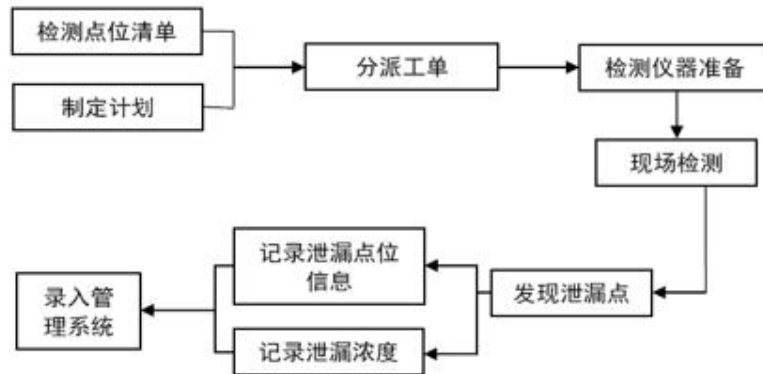 检测点位清单
制定计划
分派工单
检测仪器准备
现场检测
发现泄漏点
记录泄漏点位
信息
记录泄漏浓度
录入管
理系统